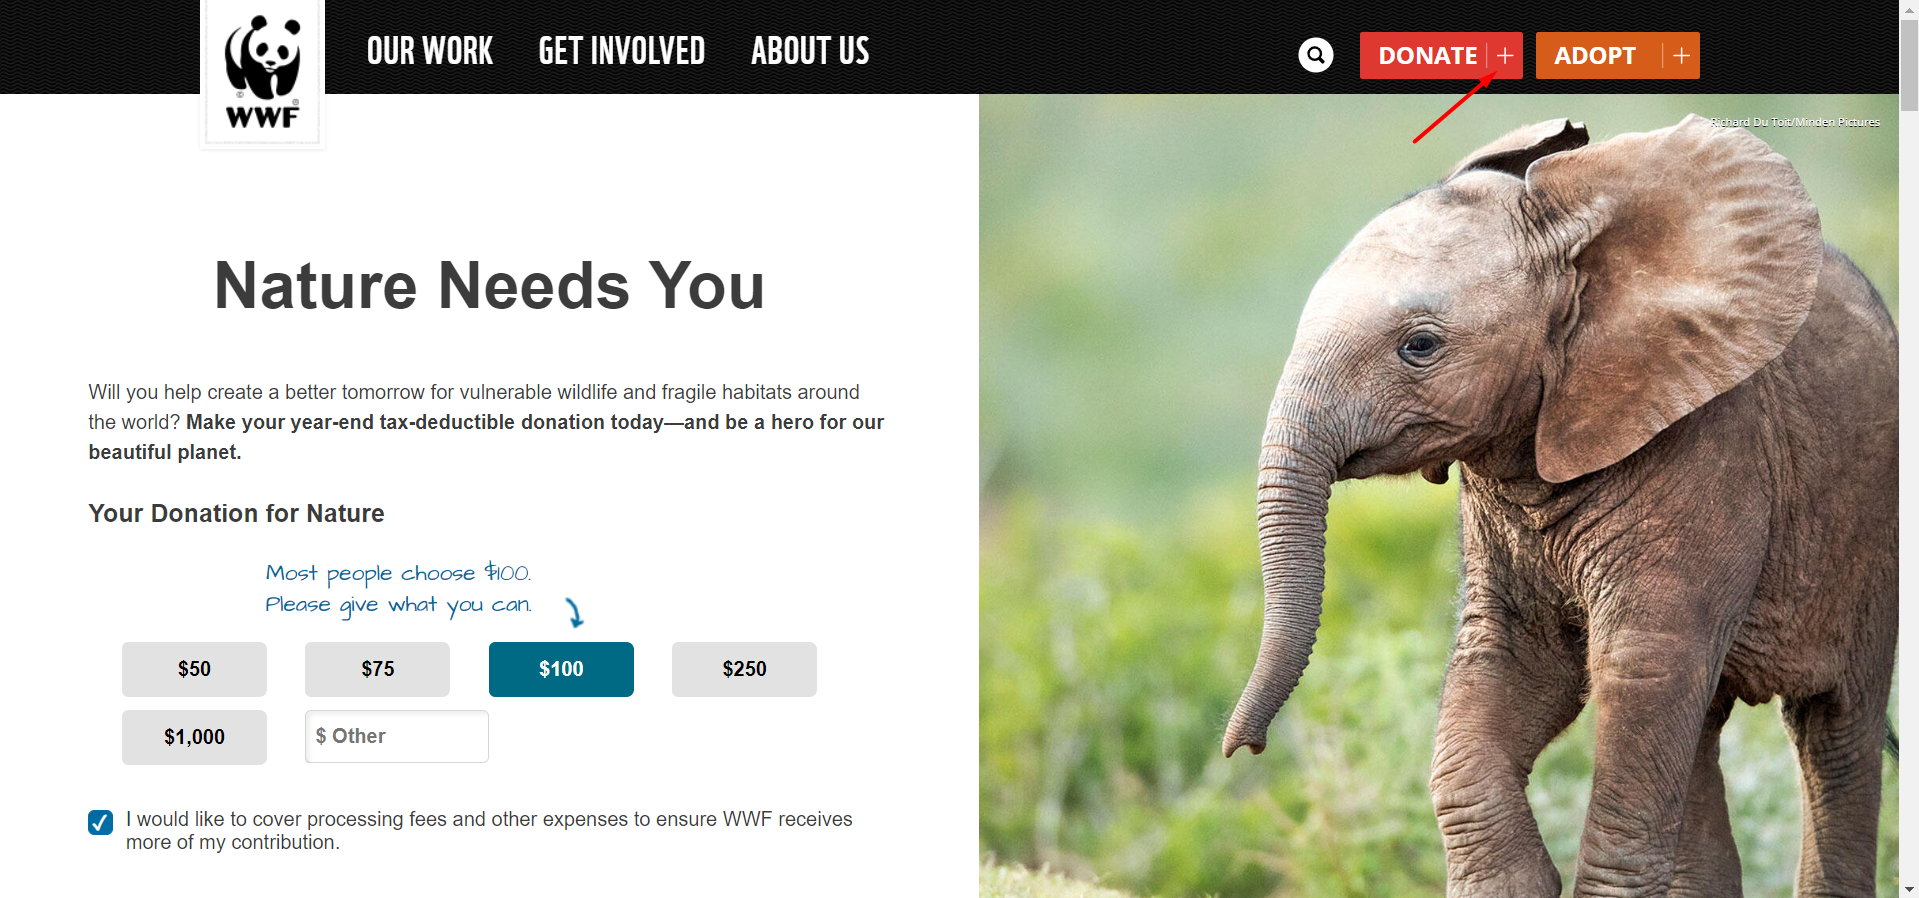 OUR WORK GET INVOLVED ABOUT US
DONATE + ADOPT +
© ®
WWF
Richard Du Toit/Minden Pictures
Nature Needs You
Will you help create a better tomorrow for vulnerable wildlife and fragile habitats around
the world? Make your year-end tax-deductible donation today—and be a hero for our
beautiful planet.
Your Donation for Nature
Most people choose $100.
Please give what you can.
$50 $75 $100 $250
$1,000 $ Other
I would like to cover processing fees and other expenses to ensure WWF receives
more of my contribution.